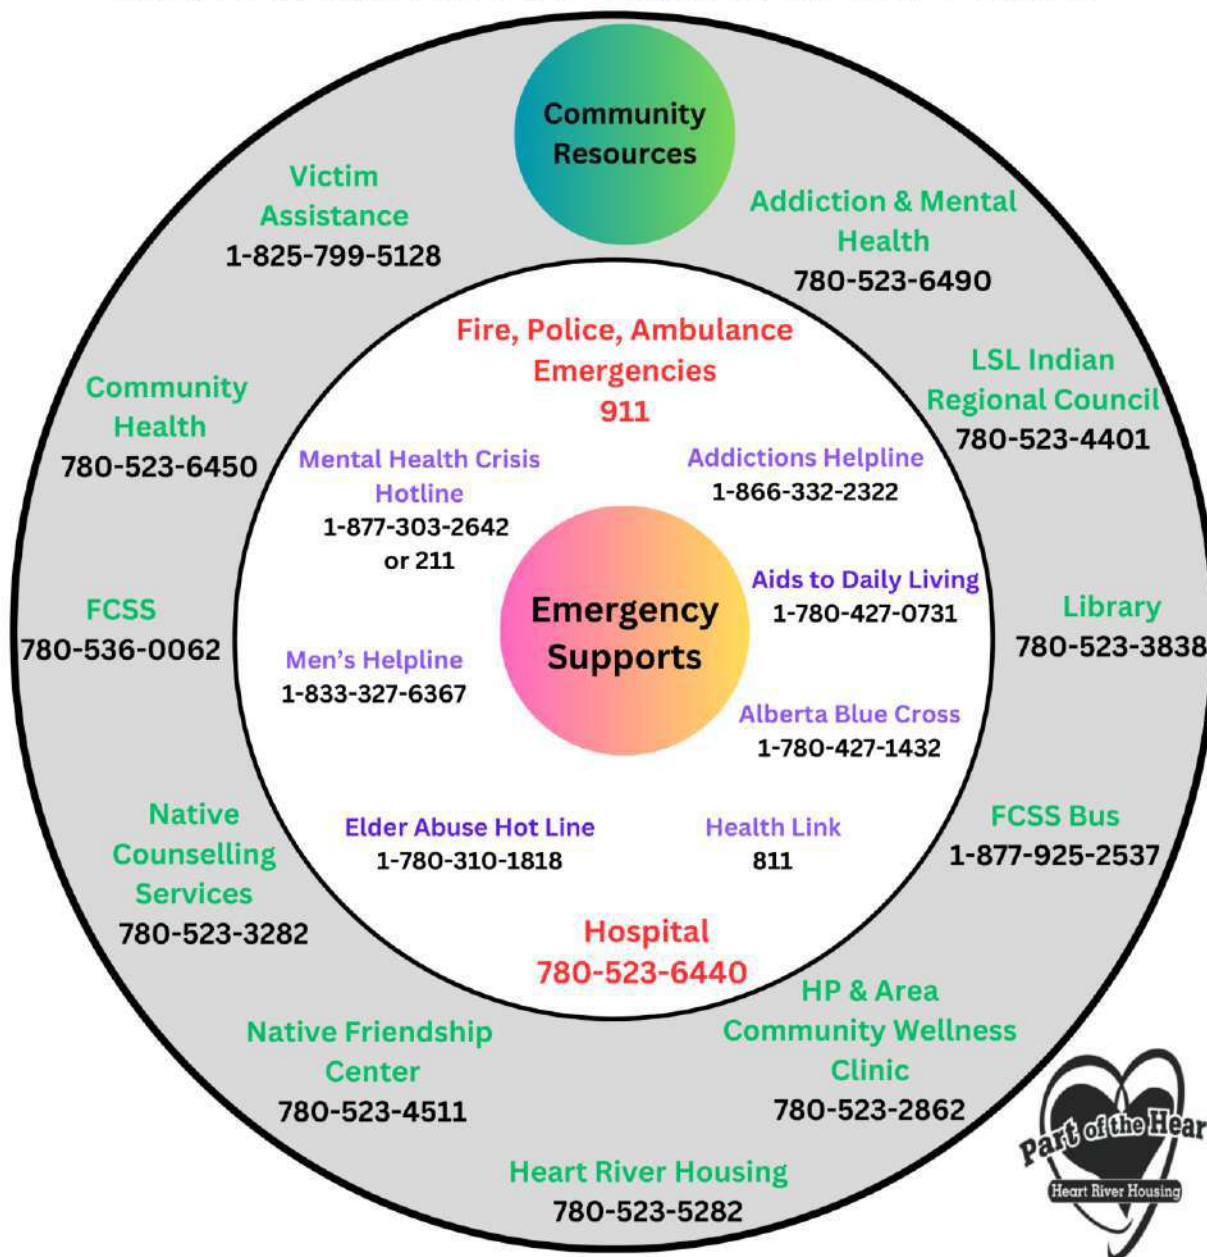 Community
Resources
Victim
Assistance
1-825-799-5128
Addiction & Mental
Health
780-523-6490
Fire, Police, Ambulance
Emergencies
911
LSL Indian
Regional Council
780-523-4401
Community
Health
780-523-6450
Mental Health Crisis
Hotline
1-877-303-2642
or 211
Addictions Helpline
1-866-332-2322
Emergency
Supports
Aids to Daily Living
1-780-427-0731
FCSS
780-536-0062
Library
780-523-3838
Men's Helpline
1-833-327-6367
Alberta Blue Cross
1-780-427-1432
Native
Counselling
Services
780-523-3282
Elder Abuse Hot Line
1-780-310-1818
Health Link
811
FCSS Bus
1-877-925-2537
Hospital
780-523-6440
HP & Area
Community Wellness
Clinic
780-523-2862
Native Friendship
Center
780-523-4511
Heart River Housing
780-523-5282
Part of the Hear
Heart River Housing